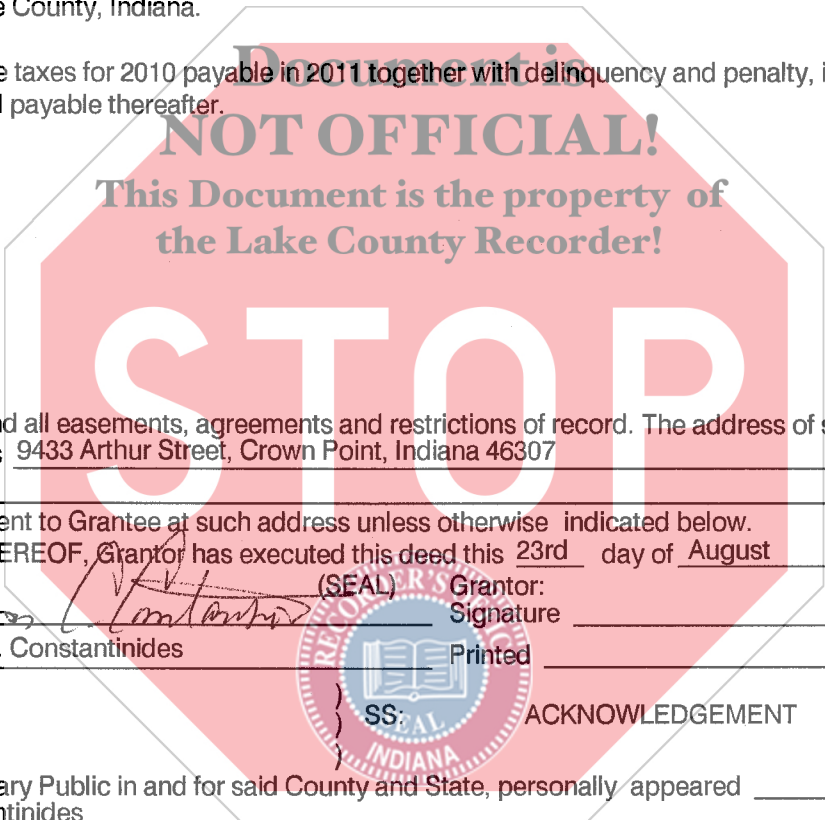 e County, Indiana.
Document is
e taxes for 2010 payable in 2011 together with delinquency and penalty, i
payable thereafter.
NOT OFFICIAL!
This Document is the property of
the Lake County Recorder!
STOP
d all easements, agreements and restrictions of record. The address of s
9433 Arthur Street, Crown Point, Indiana 46307
ent to Grantee at such address unless otherwise indicated below.
EREOF, Grantor has executed this deed this 23rd day of August
(SEAL) Grantor:
Constantinides Signature
. Constantinides Printed
RECORDER'S OFFICE
) SS: ACKNOWLEDGEMENT
)
)
SEAL
INDIANA
ary Public in and for said County and State, personally appeared
ntinides